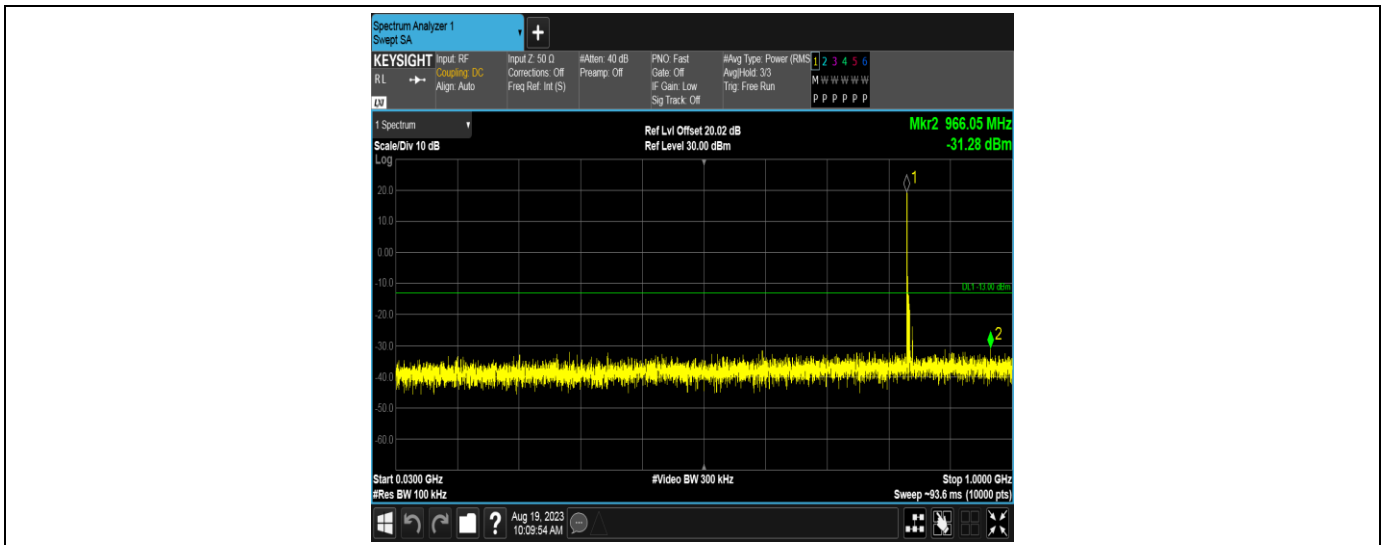 Spectrum Analyzer 1
Swept SA
+
KEYSIGHT
RL
LXI
Input: RF
Coupling: DC
Align: Auto
Input Z: 50 Ω
Corrections: Off
Freq Ref: Int (S)
#Atten: 40 dB
Preamp: Off
PNO: Fast
Gate: Off
IF Gain: Low
Sig Track: Off
#Avg Type: Power (RMS
Avg|Hold: 3/3
Trig: Free Run
1 2 3 4 5 6
M W W W W W
P P P P P P
1 Spectrum
Scale/Div 10 dB
Ref Lvl Offset 20.02 dB
Ref Level 30.00 dBm
Mkr2 966.05 MHz
-31.28 dBm
Log
1
20.0
10.0
0.00
-10.0
DL1 -13.00 dBm
-20.0
2
-30.0
-40.0
-50.0
-60.0
Start 0.0300 GHz
#Res BW 100 kHz
#Video BW 300 kHz
Stop 1.0000 GHz
Sweep ~93.6 ms (10000 pts)
?
Aug 19, 2023
10:09:54 AM